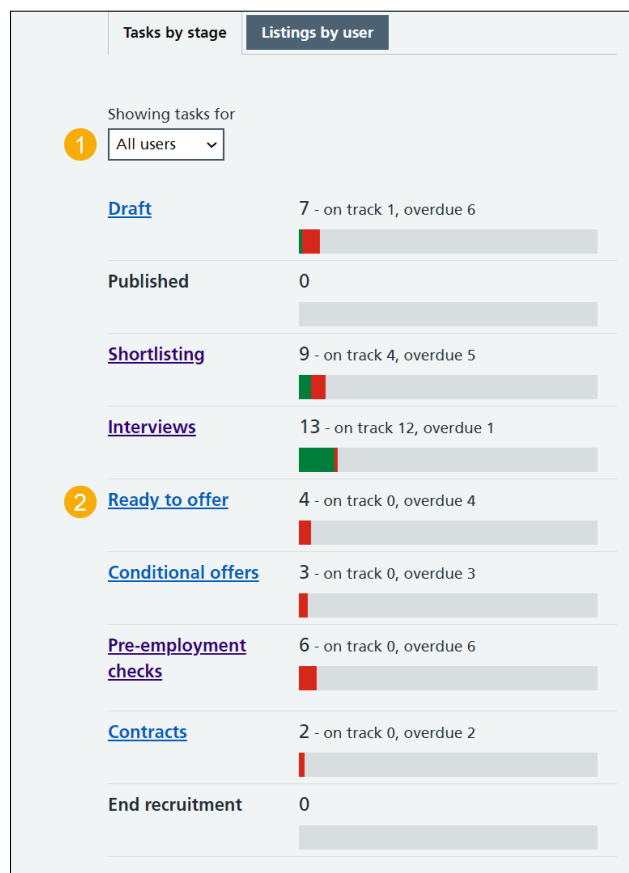 Tasks by stage Listings by user
Showing tasks for
1 All users
Draft 7 - on track 1, overdue 6
Published 0
Shortlisting 9 - on track 4, overdue 5
Interviews 13 - on track 12, overdue 1
2 Ready to offer 4 - on track 0, overdue 4
Conditional offers 3 - on track 0, overdue 3
Pre-employment 6 - on track 0, overdue 6
checks
Contracts 2 - on track 0, overdue 2
End recruitment 0